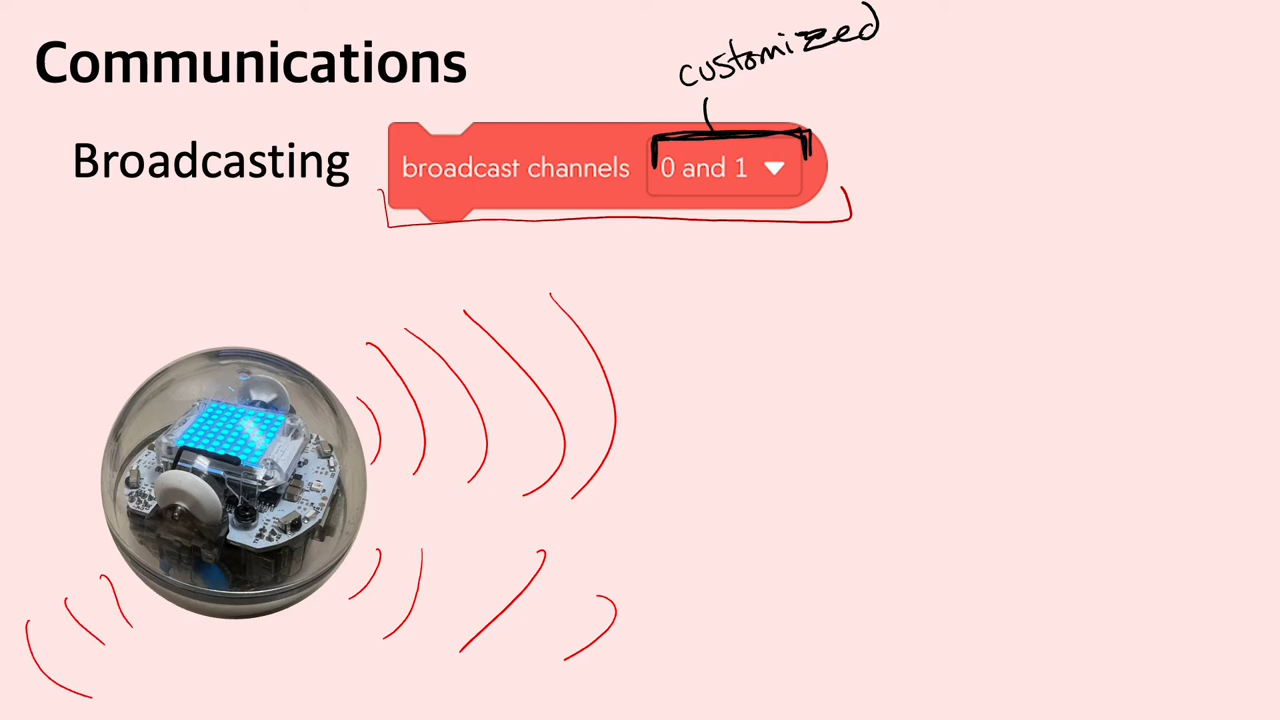 Communications
customized
Broadcasting
broadcast channels 0 and 1